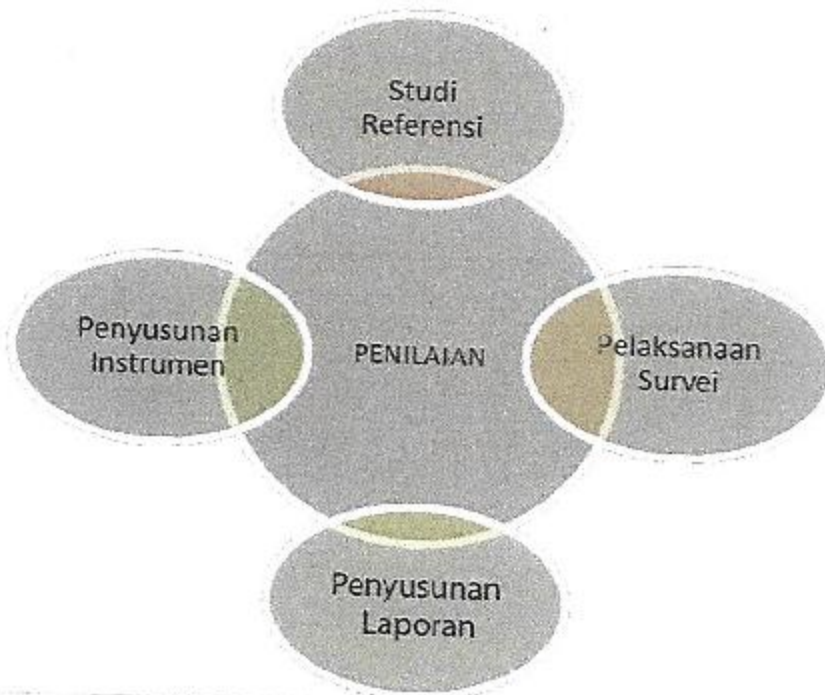 Studi
Referensi
Penyusunan
Instrumen
PENILAIAN
Pelaksanaan
Survei
Penyusunan
Laporan